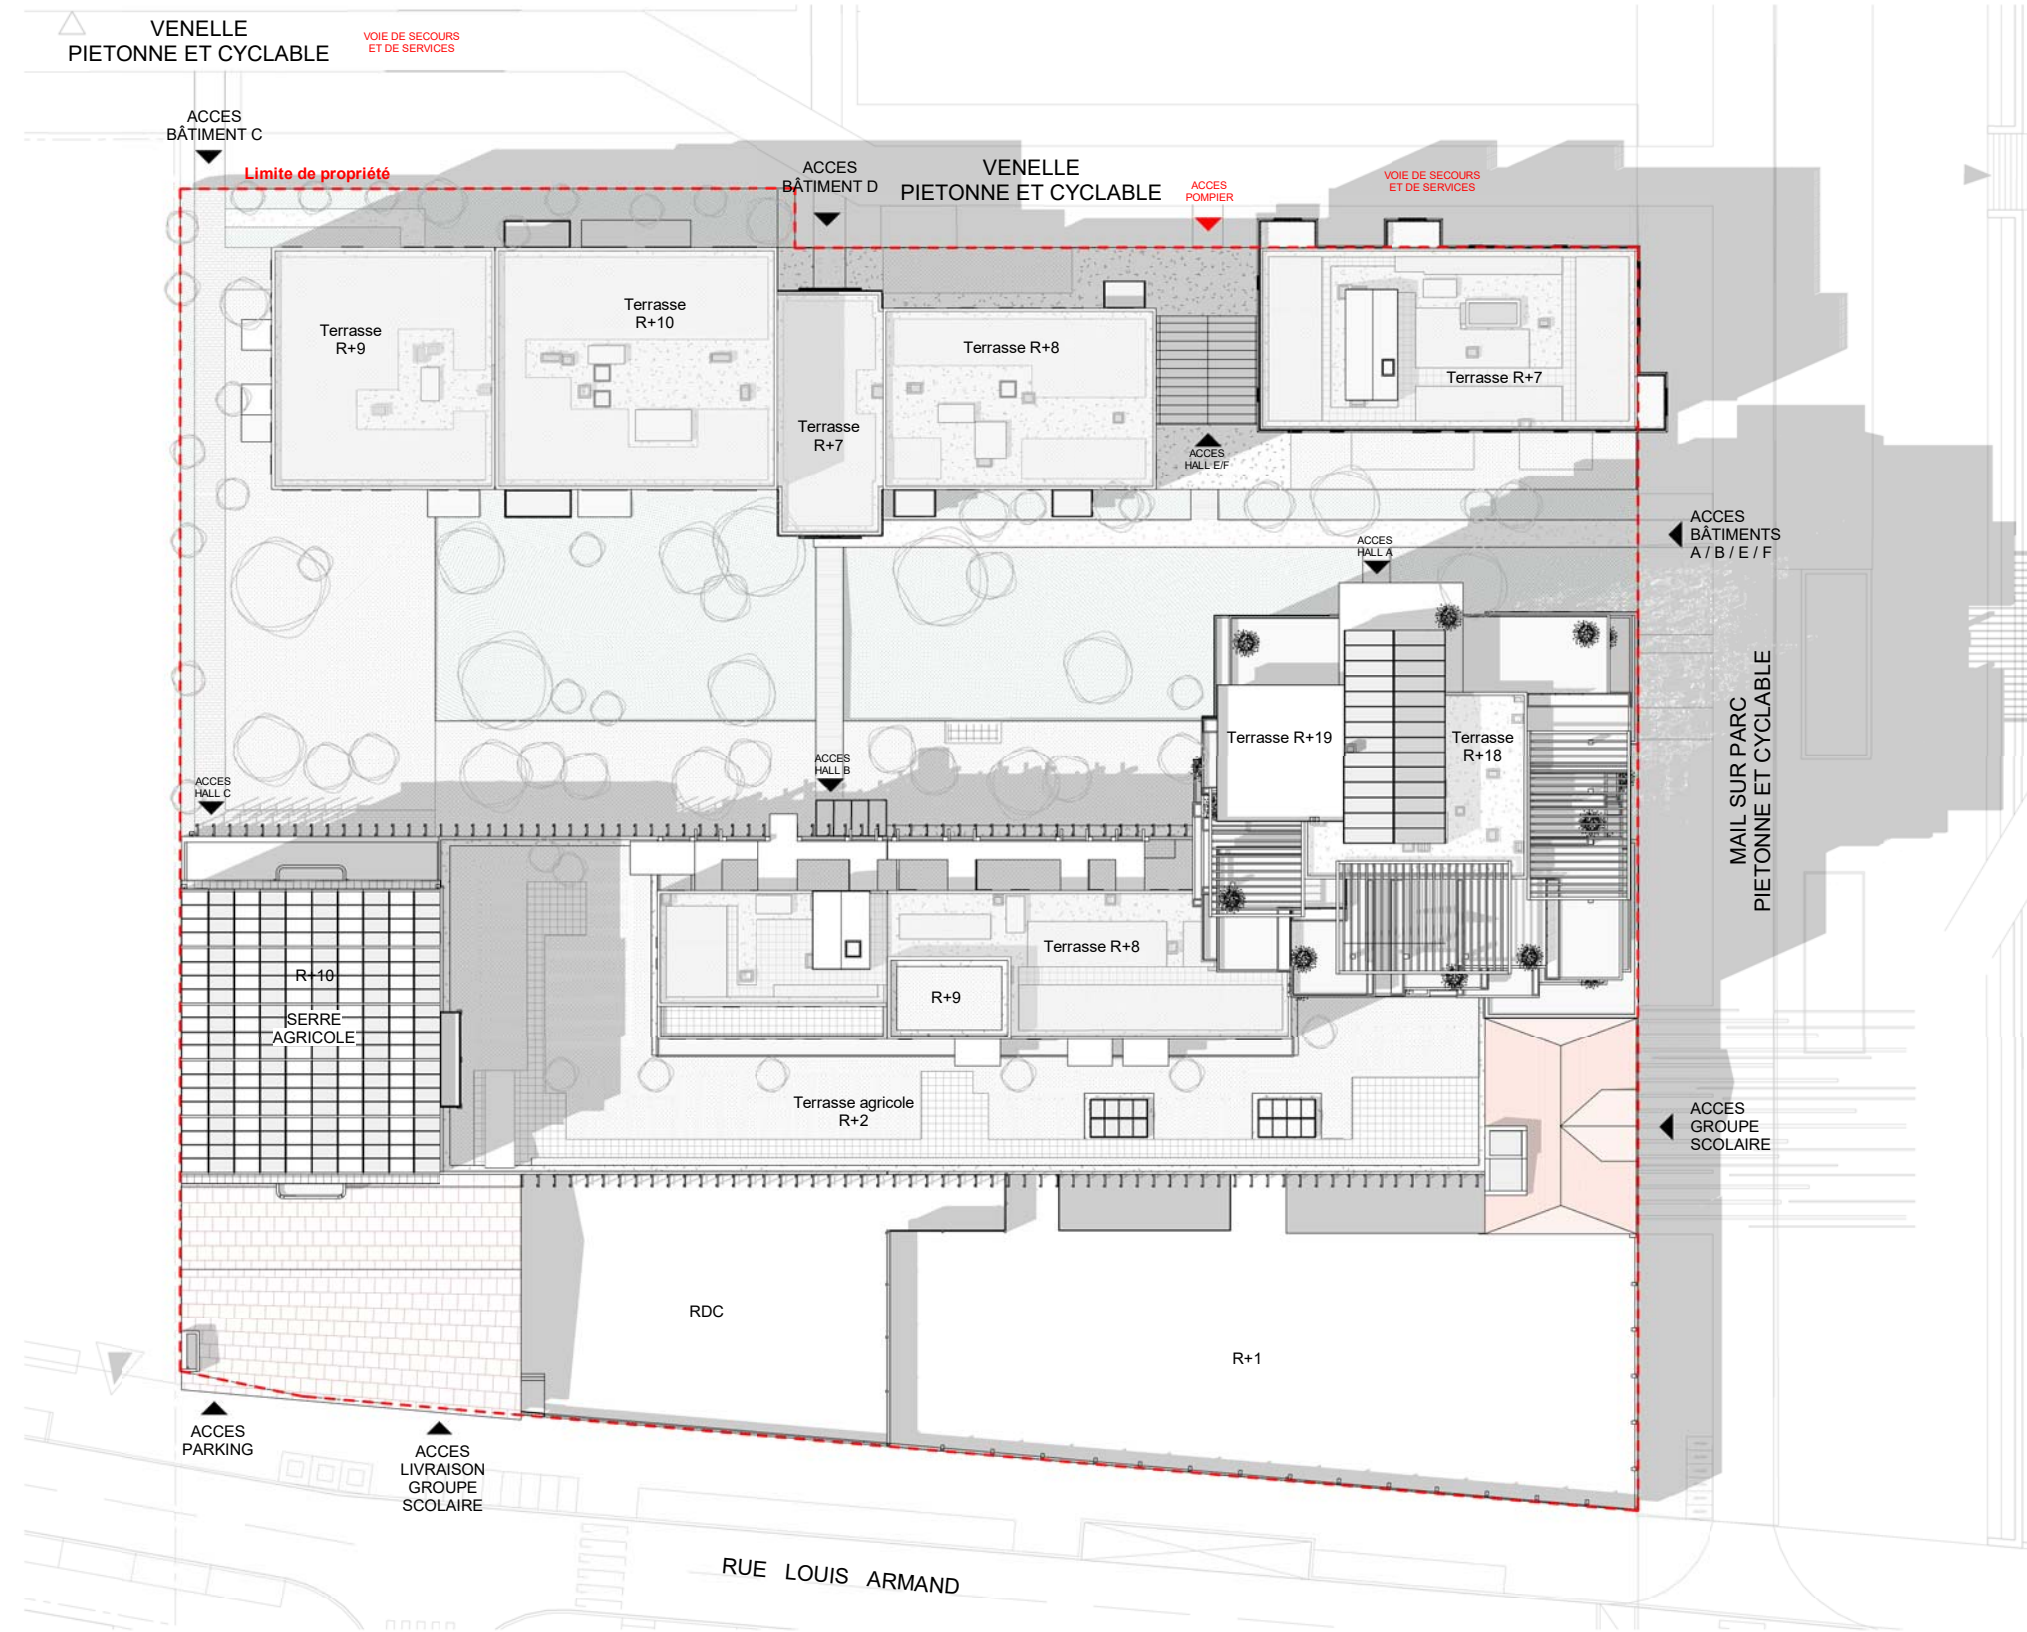 VENELLE
PIETONNE ET CYCLABLE
VOIE DE SECOURS
ET DE SERVICES
ACCES
BÂTIMENT C
Limite de propriété
ACCES
BÂTIMENT D
VENELLE
PIETONNE ET CYCLABLE
ACCES
POMPIER
VOIE DE SECOURS
ET DE SERVICES
Terrasse
R+9
Terrasse
R+10
Terrasse
R+7
Terrasse R+8
Terrasse R+7
ACCES
HALL E/F
ACCES
BÂTIMENTS
A / B / E / F
ACCES
HALL A
Terrasse R+19
Terrasse
R+18
MAIL SUR PARC
PIETONNE ET CYCLABLE
ACCES
HALL B
ACCES
HALL C
R+10
SERRE
AGRICOLE
Terrasse R+8
R+9
Terrasse agricole
R+2
ACCES
GROUPE
SCOLAIRE
RDC
R+1
ACCES
PARKING
ACCES
LIVRAISON
GROUPE
SCOLAIRE
RUE LOUIS ARMAND